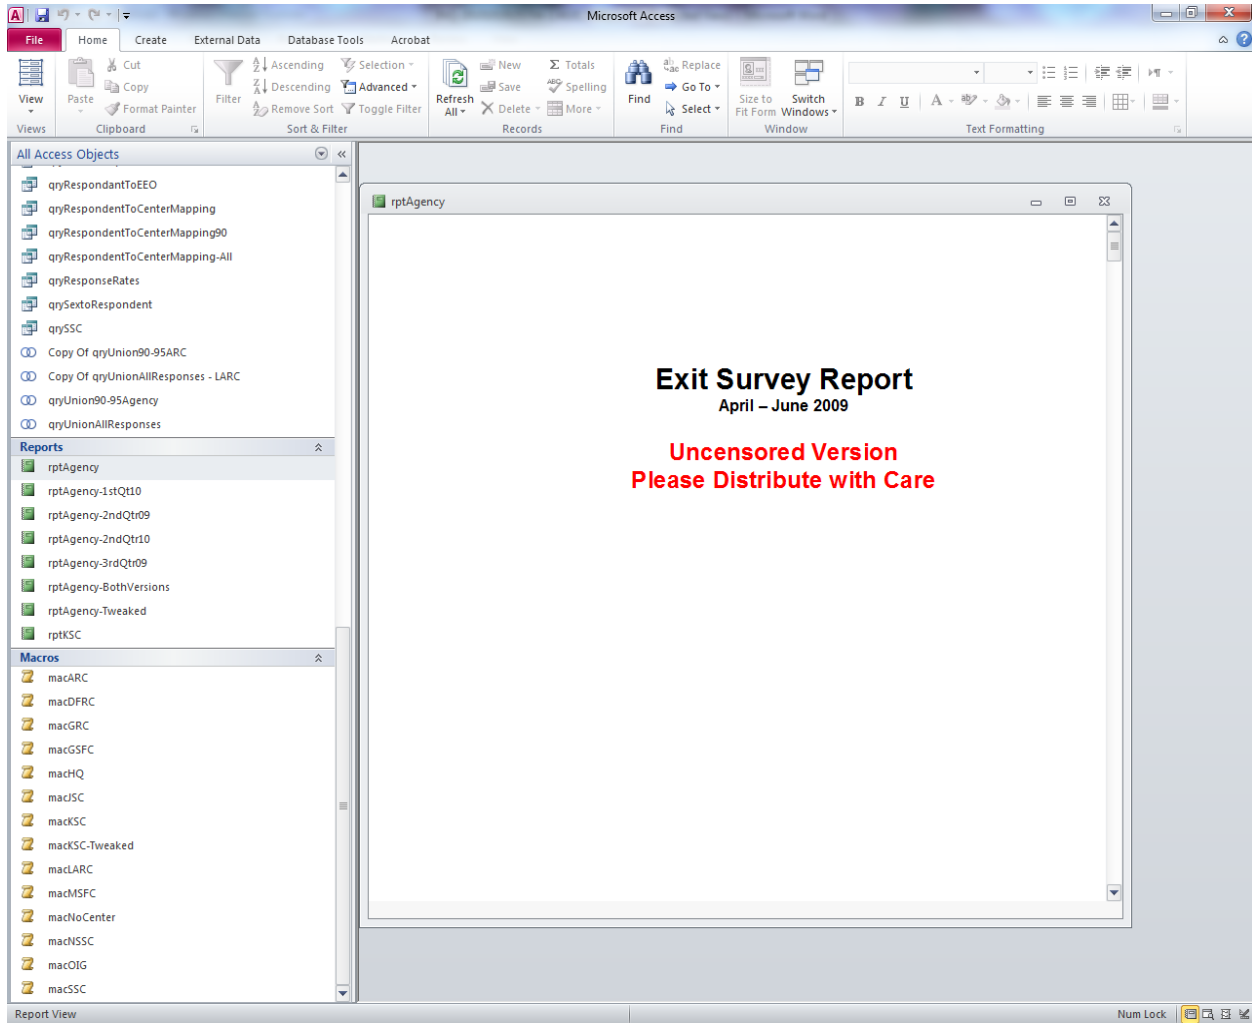 Microsoft Access
File Home Create External Data Database Tools Acrobat
View
Views
Paste
Cut
Copy
Format Painter
Clipboard
Filter
Ascending
Descending
Remove Sort
Selection
Advanced
Toggle Filter
Sort & Filter
Refresh
All
New
Save
Delete
Totals
Spelling
More
Records
Find
Replace
Go To
Select
Find
Size to
Fit Form
Switch
Windows
Window
Text Formatting
All Access Objects
qryRespondantToEEO
qryRespondentToCenterMapping
qryRespondentToCenterMapping90
qryRespondentToCenterMapping-All
qryResponseRates
qrySextoRespondent
qrySSC
Copy Of qryUnion90-95ARC
Copy Of qryUnionAllResponses - LARC
qryUnion90-95Agency
qryUnionAllResponses
Reports
rptAgency
rptAgency-1stQt10
rptAgency-2ndQtr09
rptAgency-2ndQtr10
rptAgency-3rdQtr09
rptAgency-BothVersions
rptAgency-Tweaked
rptKSC
Macros
macARC
macDFRC
macGRC
macGSFC
macHQ
macJSC
macKSC
macKSC-Tweaked
macLARC
macMSFC
macNoCenter
macNSSC
macOIG
macSSC
rptAgency
Exit Survey Report
April – June 2009
Uncensored Version
Please Distribute with Care
Report View
Num Lock